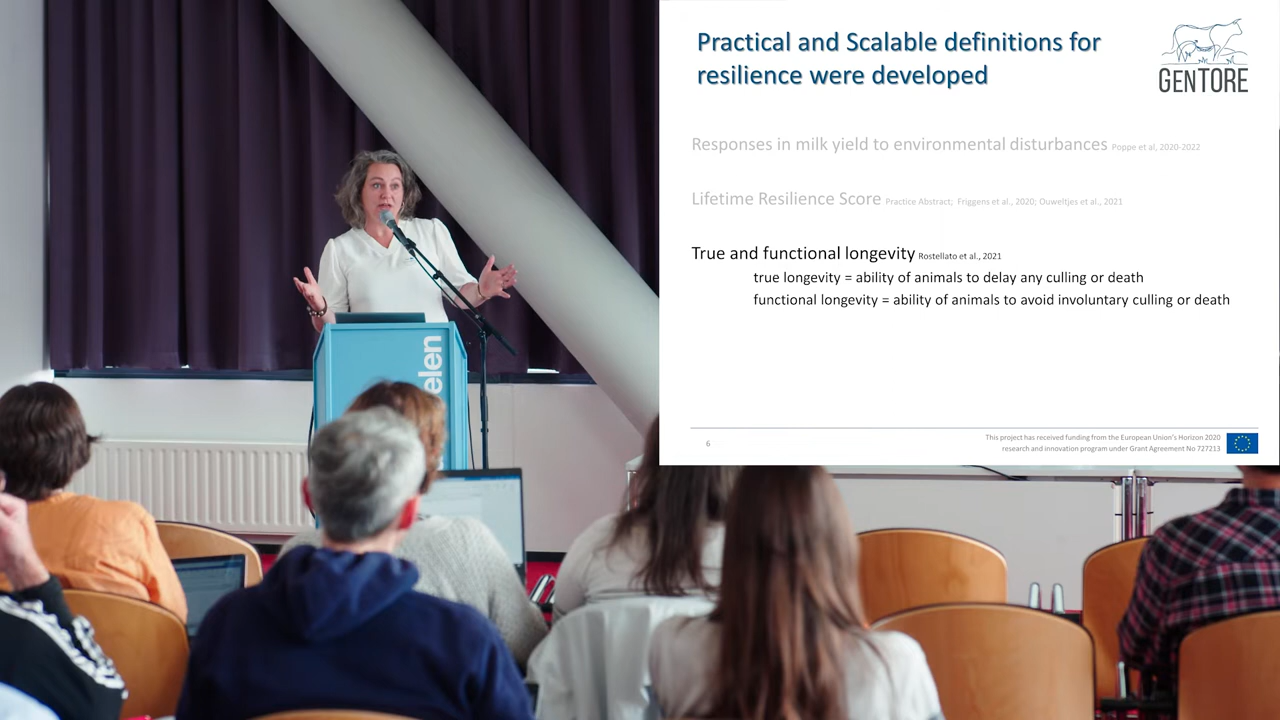 Practical and Scalable definitions for
resilience were developed
GENTORE
Responses in milk yield to environmental disturbances Poppe et al, 2020-2022
Lifetime Resilience Score Practice Abstract; Friggens et al., 2020; Ouweltjes et al., 2021
True and functional longevity Rostellato et al., 2021
true longevity = ability of animals to delay any culling or death
functional longevity = ability of animals to avoid involuntary culling or death
6
This project has received funding from the European Union's Horizon 2020
research and innovation program under Grant Agreement No 727213
elen